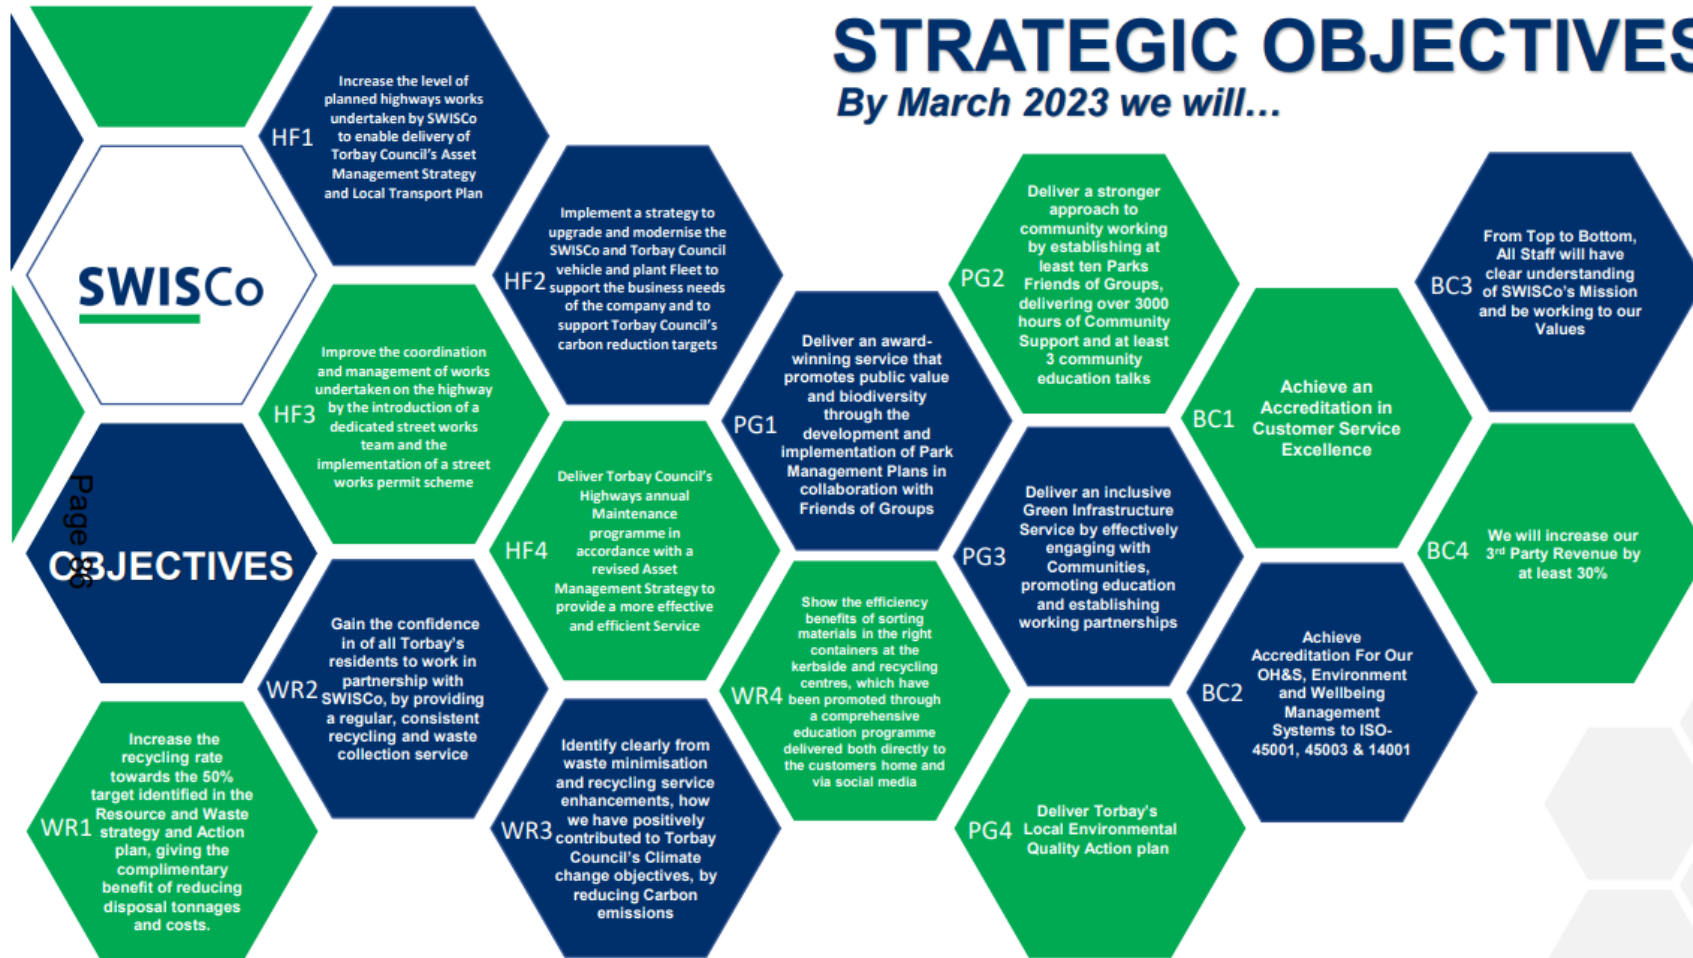 STRATEGIC OBJECTIVES
By March 2023 we will...
SWISCo
OBJECTIVES
Page 86
HF1
Increase the level of
planned highways works
undertaken by SWISCo
to enable delivery of
Torbay Council's Asset
Management Strategy
and Local Transport Plan
HF2
Implement a strategy to
upgrade and modernise the
SWISCo and Torbay Council
vehicle and plant Fleet to
support the business needs
of the company and to
support Torbay Council's
carbon reduction targets
HF3
Improve the coordination
and management of works
undertaken on the highway
by the introduction of a
dedicated street works
team and the
implementation of a street
works permit scheme
HF4
Deliver Torbay Council's
Highways annual
Maintenance
programme in
accordance with a
revised Asset
Management Strategy to
provide a more effective
and efficient Service
WR1
Increase the
recycling rate
towards the 50%
target identified in the
Resource and Waste
strategy and Action
plan, giving the
complimentary
benefit of reducing
disposal tonnages
and costs.
WR2
Gain the confidence
in of all Torbay's
residents to work in
partnership with
SWISCo, by providing
a regular, consistent
recycling and waste
collection service
WR3
Identify clearly from
waste minimisation
and recycling service
enhancements, how
we have positively
contributed to Torbay
Council's Climate
change objectives, by
reducing Carbon
emissions
WR4
Show the efficiency
benefits of sorting
materials in the right
containers at the
kerbside and recycling
centres, which have
been promoted through
a comprehensive
education programme
delivered both directly to
the customers home and
via social media
PG1
Deliver an award-
winning service that
promotes public value
and biodiversity
through the
development and
implementation of Park
Management Plans in
collaboration with
Friends of Groups
PG2
Deliver a stronger
approach to
community working
by establishing at
least ten Parks
Friends of Groups,
delivering over 3000
hours of Community
Support and at least
3 community
education talks
PG3
Deliver an inclusive
Green Infrastructure
Service by effectively
engaging with
Communities,
promoting education
and establishing
working partnerships
PG4
Deliver Torbay's
Local Environmental
Quality Action plan
BC1
Achieve an
Accreditation in
Customer Service
Excellence
BC2
Achieve
Accreditation For Our
OH&S, Environment
and Wellbeing
Management
Systems to ISO-
45001, 45003 & 14001
BC3
From Top to Bottom,
All Staff will have
clear understanding
of SWISCo's Mission
and be working to our
Values
BC4
We will increase our
3rd Party Revenue by
at least 30%